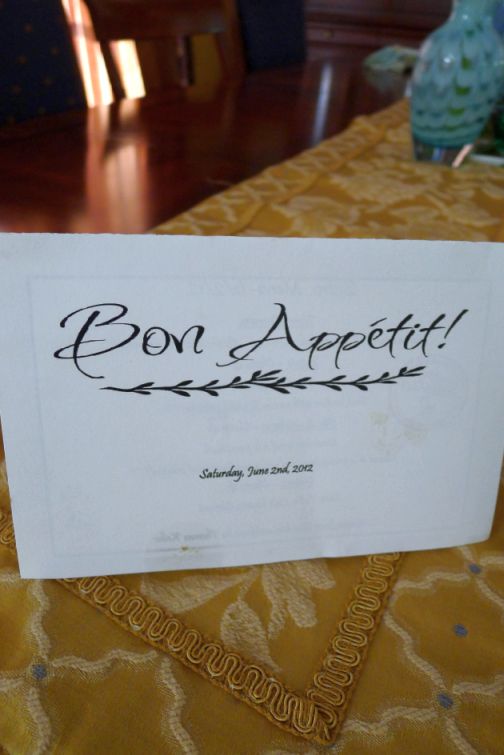 Bon Appétit!
Saturday, June 2nd, 2012